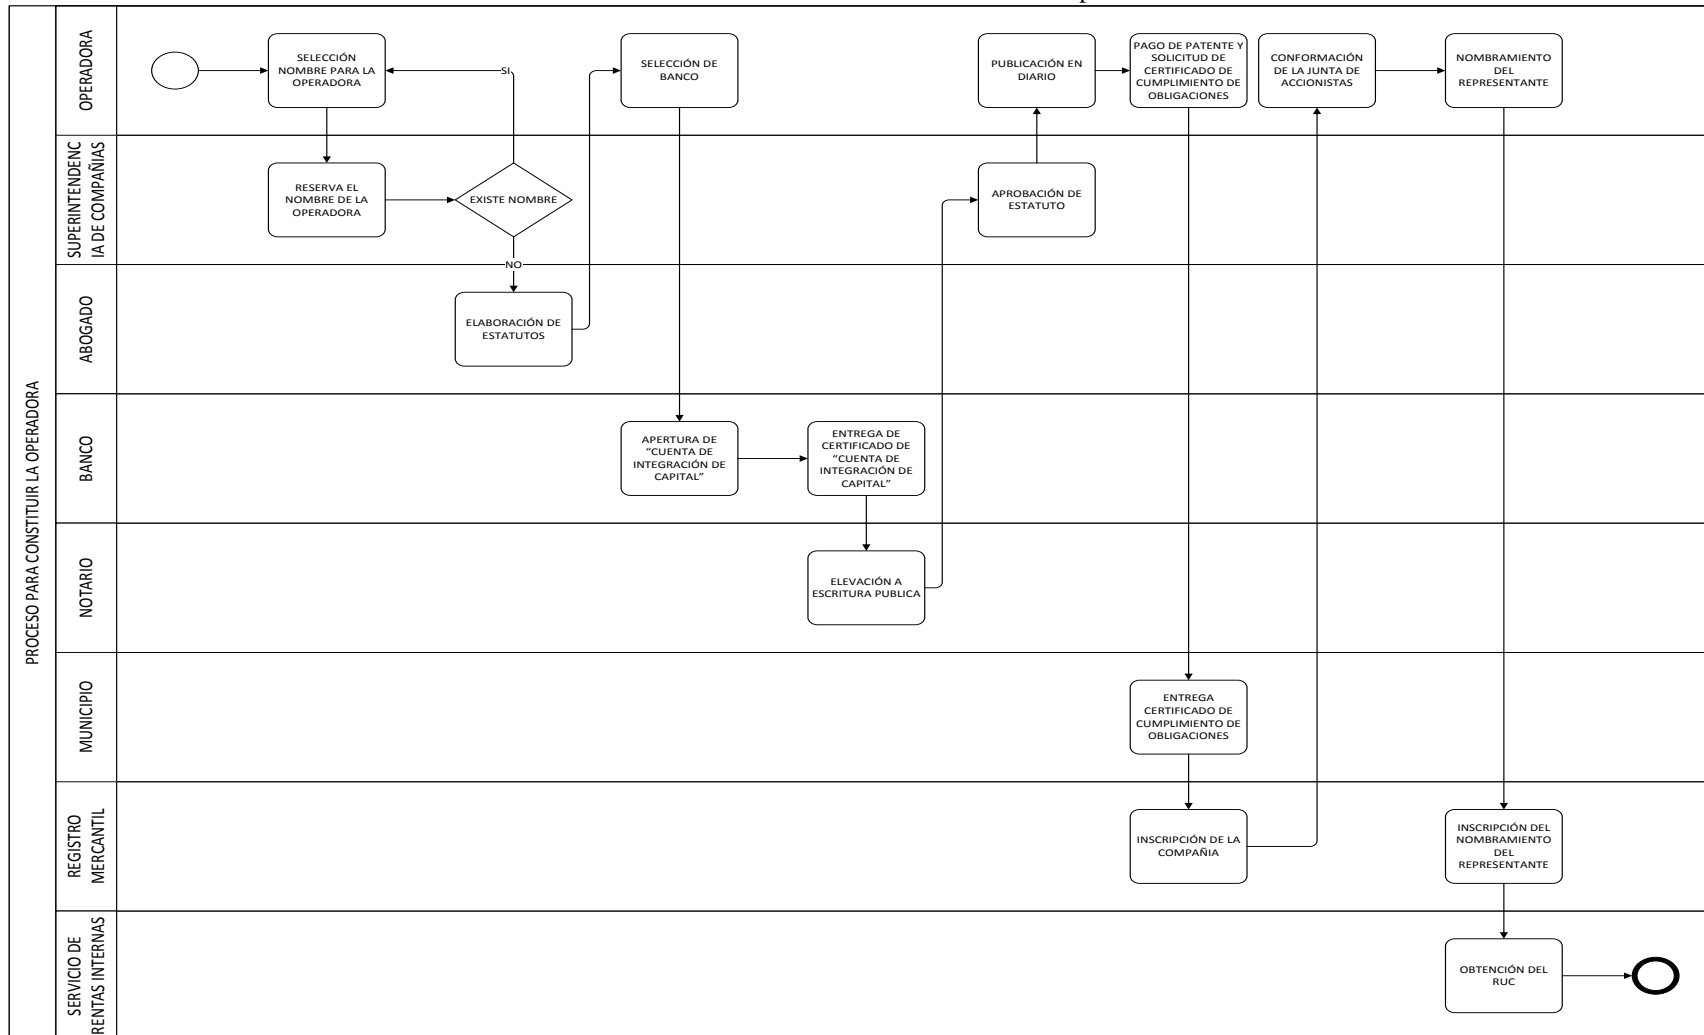 PROCESO PARA CONSTITUIR LA OPERADORA
OPERADORA
SELECCIÓN
NOMBRE PARA LA
OPERADORA
SI
SELECCIÓN DE
BANCO
PUBLICACIÓN EN
DIARIO
PAGO DE PATENTE Y
SOLICITUD DE
CERTIFICADO DE
CUMPLIMIENTO DE
OBLIGACIONES
CONFORMACIÓN
DE LA JUNTA DE
ACCIONISTAS
NOMBRAMIENTO
DEL
REPRESENTANTE
SUPERINTENDENC
IA DE COMPAÑIAS
RESERVA EL
NOMBRE DE LA
OPERADORA
EXISTE NOMBRE
NO
APROBACIÓN DE
ESTATUTO
ABOGADO
ELABORACIÓN DE
ESTATUTOS
BANCO
APERTURA DE
“CUENTA DE
INTEGRACIÓN DE
CAPITAL”
ENTREGA DE
CERTIFICADO DE
“CUENTA DE
INTEGRACIÓN DE
CAPITAL”
NOTARIO
ELEVACIÓN A
ESCRITURA PUBLICA
MUNICIPIO
ENTREGA
CERTIFICADO DE
CUMPLIMIENTO DE
OBLIGACIONES
REGISTRO
MERCANTIL
INSCRIPCIÓN DE LA
COMPAÑIA
INSCRIPCIÓN DEL
NOMBRAMIENTO
DEL
REPRESENTANTE
SERVICIO DE
RENTAS INTERNAS
OBTENCIÓN DEL
RUC